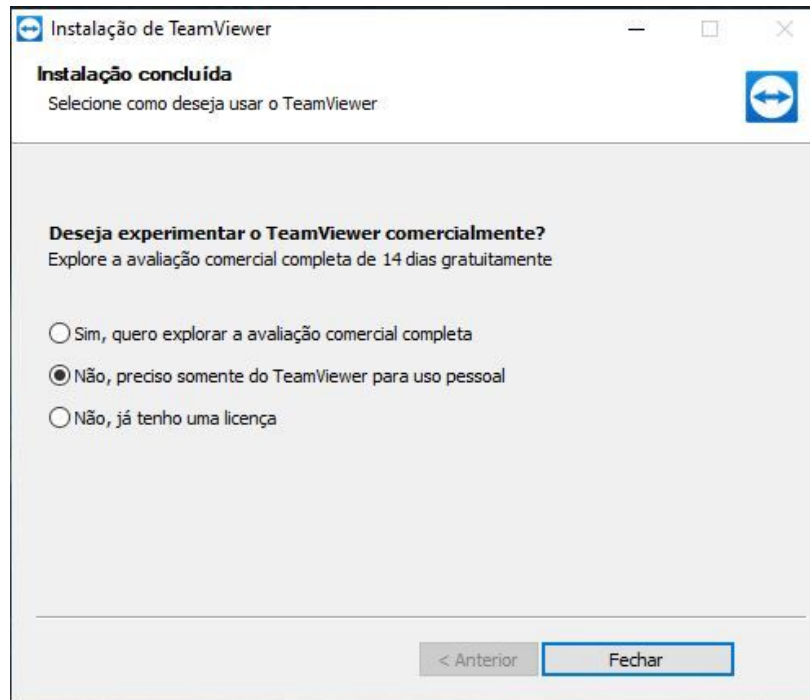 Instalação de TeamViewer
Instalação concluída
Selecione como deseja usar o TeamViewer
Deseja experimentar o TeamViewer comercialmente?
Explore a avaliação comercial completa de 14 dias gratuitamente
Sim, quero explorar a avaliação comercial completa
Não, preciso somente do TeamViewer para uso pessoal
Não, já tenho uma licença
< Anterior
Fechar